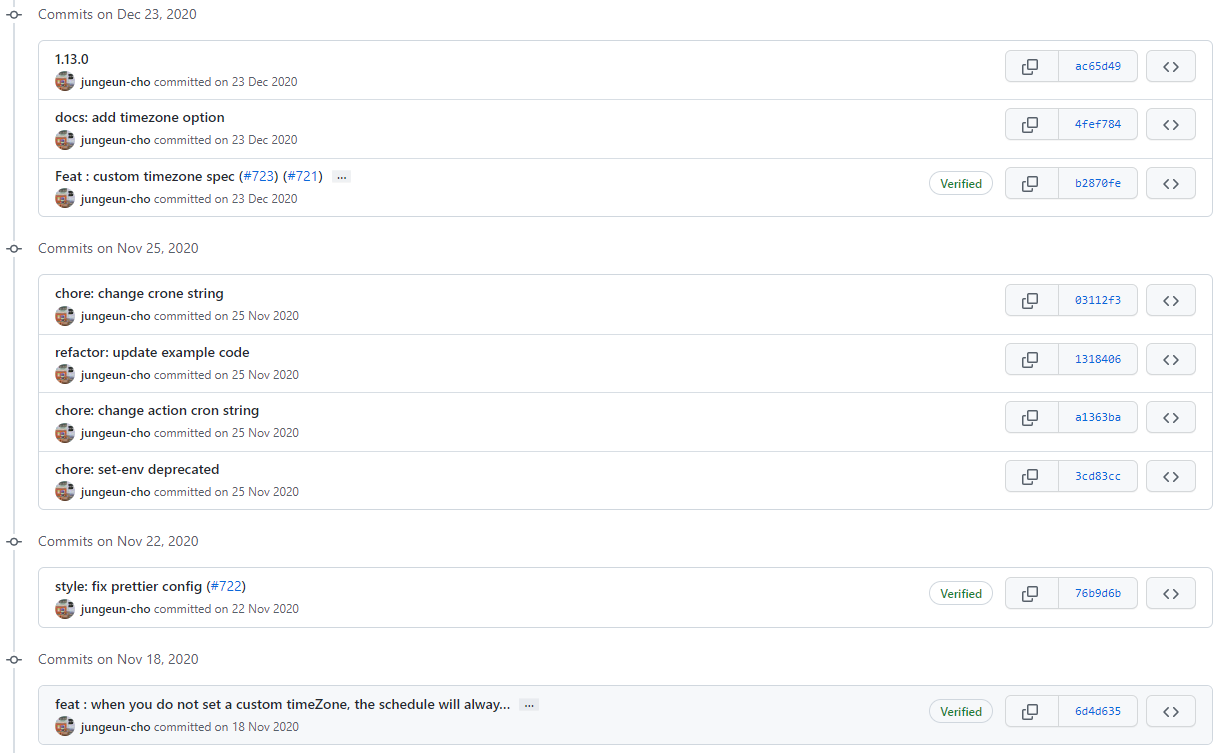 Commits on Dec 23, 2020
1.13.0
jungeun-cho committed on 23 Dec 2020
ac65d49
docs: add timezone option
jungeun-cho committed on 23 Dec 2020
4fef784
Feat : custom timezone spec (#723) (#721) ...
jungeun-cho committed on 23 Dec 2020
Verified
b2870fe
Commits on Nov 25, 2020
chore: change crone string
jungeun-cho committed on 25 Nov 2020
03112f3
refactor: update example code
jungeun-cho committed on 25 Nov 2020
1318406
chore: change action cron string
jungeun-cho committed on 25 Nov 2020
a1363ba
chore: set-env deprecated
jungeun-cho committed on 25 Nov 2020
3cd83cc
Commits on Nov 22, 2020
style: fix prettier config (#722)
jungeun-cho committed on 22 Nov 2020
Verified
76b9d6b
Commits on Nov 18, 2020
feat : when you do not set a custom timeZone, the schedule will alway... ...
jungeun-cho committed on 18 Nov 2020
Verified
6d4d635